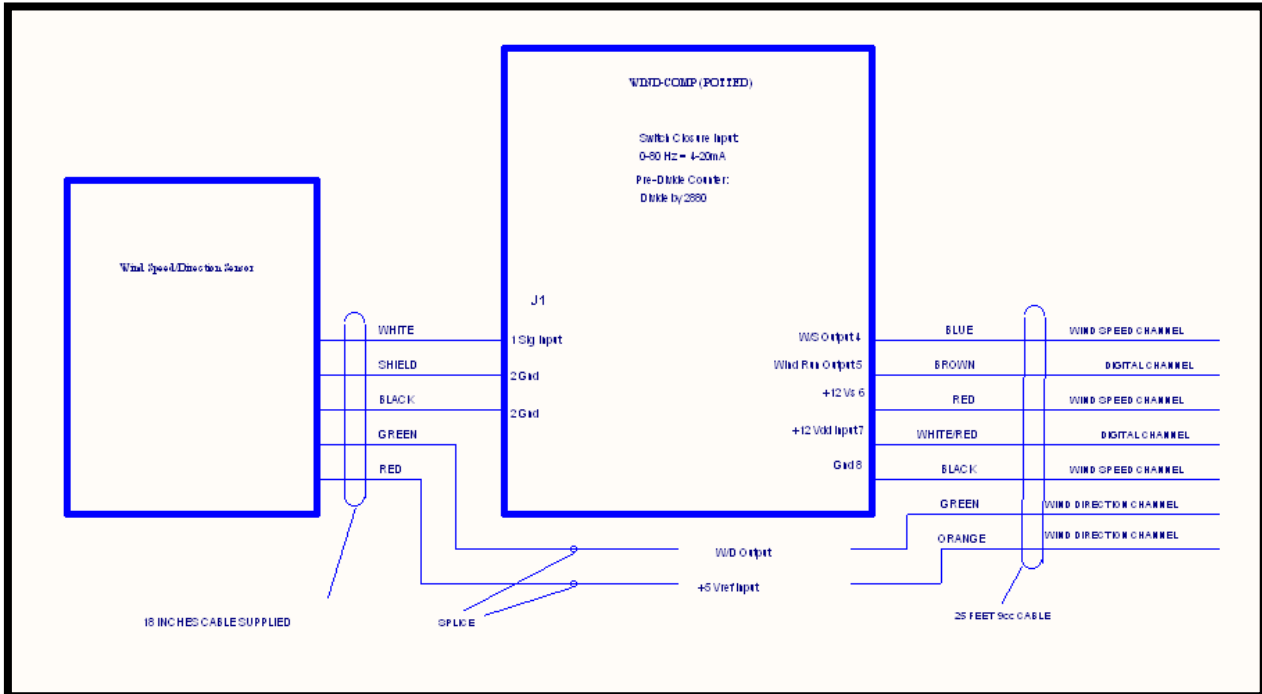 WIND-COMP (POTTED)
Switch Closure Input:
0-80 Hz = 4-20mA
Pre-Divide Counter:
Divide by 2880
Wind Speed/Direction Sensor
J1
WHITE
1 Sig Input
SHIELD
2 Gnd
BLACK
2 Gnd
GREEN
RED
W/S Output 4
BLUE
WIND SPEED CHANNEL
Wind Run Output 5
BROWN
DIGITAL CHANNEL
+12 Vs 6
RED
WIND SPEED CHANNEL
+12 Vdd Input 7
WHITE/RED
DIGITAL CHANNEL
Gnd 8
BLACK
WIND SPEED CHANNEL
GREEN
WIND DIRECTION CHANNEL
ORANGE
WIND DIRECTION CHANNEL
W/D Output
+5 Vref Input
18 INCHES CABLE SUPPLIED
SPLICE
25 FEET 9cc CABLE